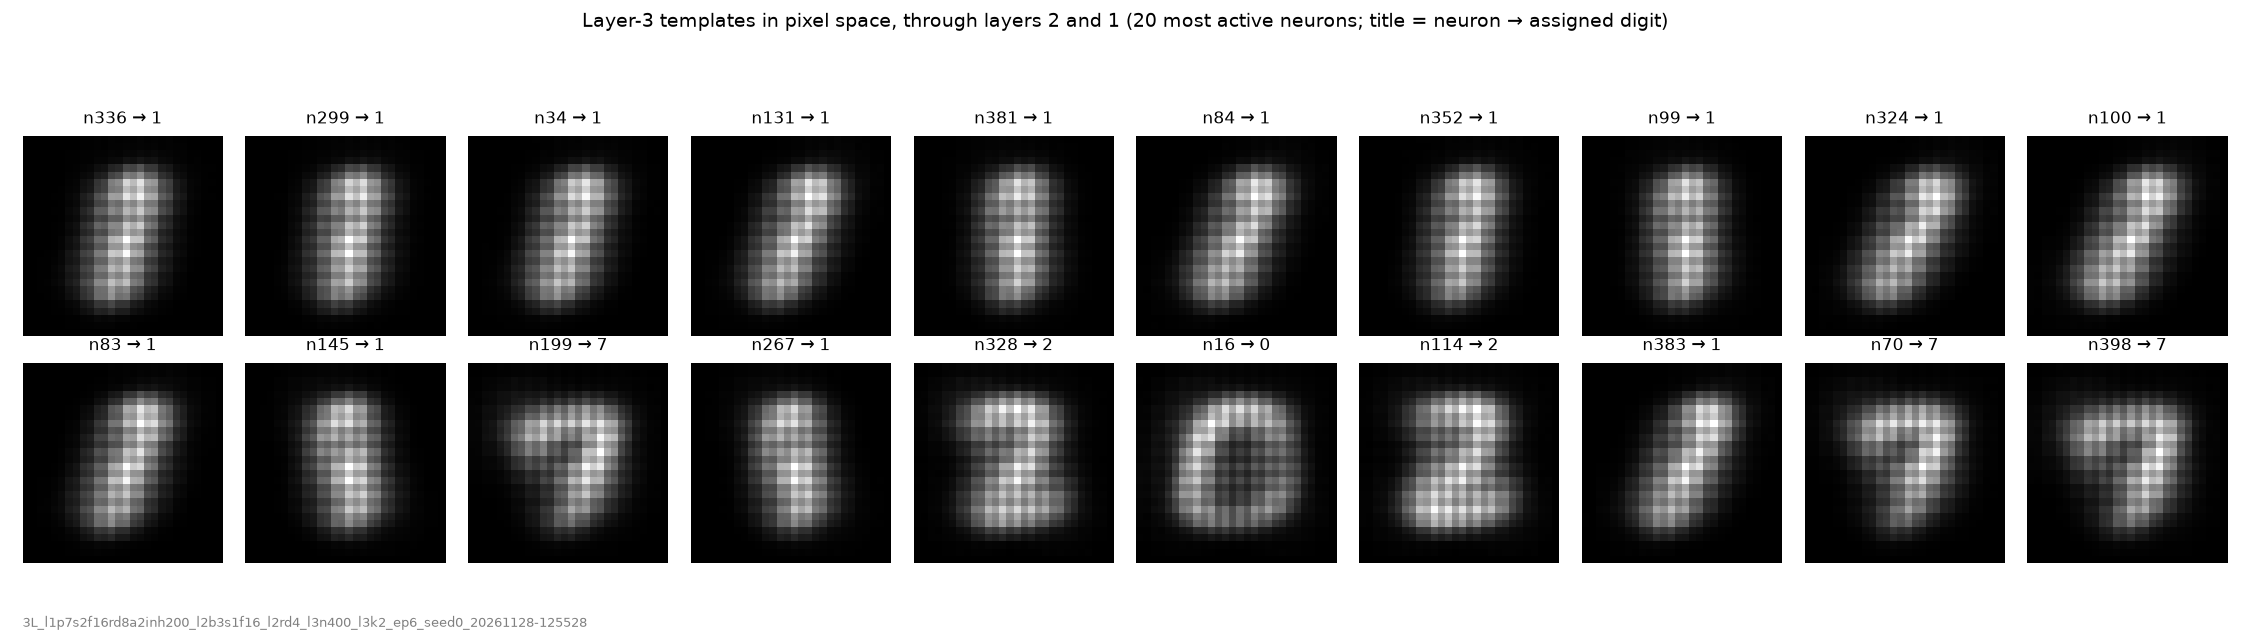 Layer-3 templates in pixel space, through layers 2 and 1 (20 most active neurons; title = neuron → assigned digit)
n336 → 1 n299 → 1 n34 → 1 n131 → 1 n381 → 1 n84 → 1 n352 → 1 n99 → 1 n324 → 1 n100 → 1
n83 → 1 n145 → 1 n199 → 7 n267 → 1 n328 → 2 n16 → 0 n114 → 2 n383 → 1 n70 → 7 n398 → 7
3L_l1p7s2f16rd8a2inh200_l2b3s1f16_l2rd4_l3n400_l3k2_ep6_seed0_20261128-125528